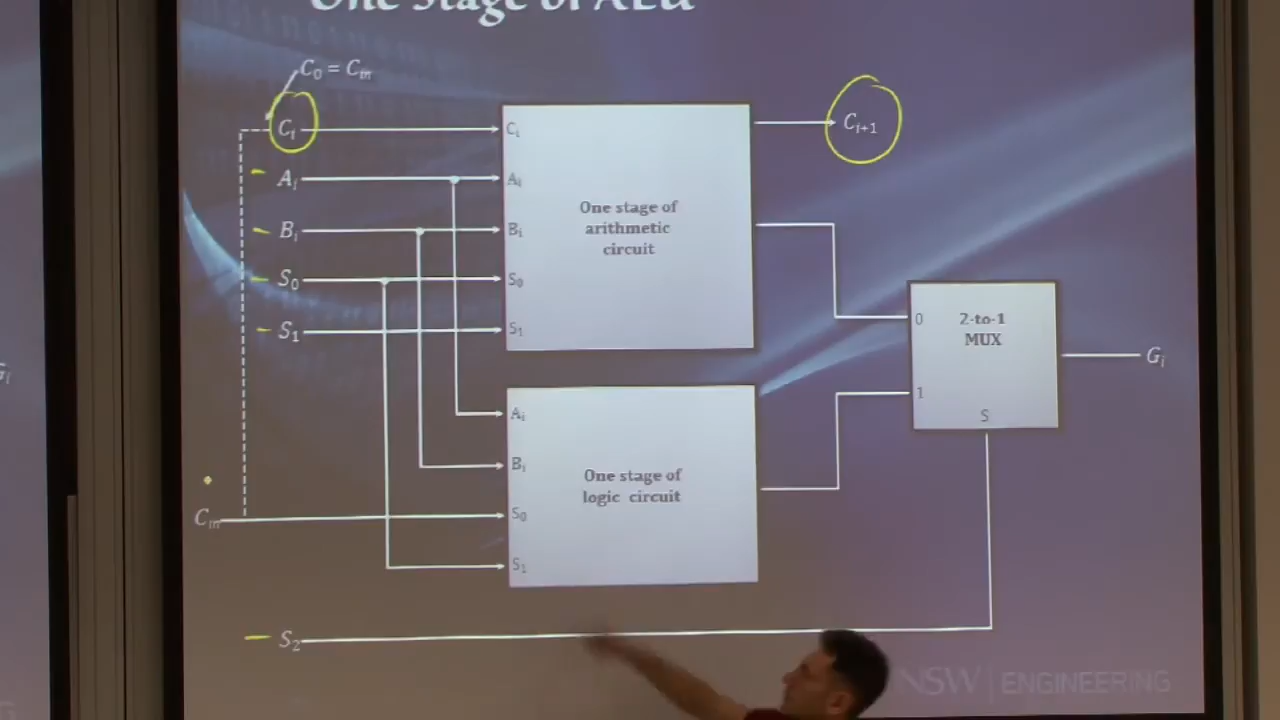 One Stage of ALU
C₀ = Cᵢₙ
Cᵢ
Aᵢ
Bᵢ
S₀
S₁
Cᵢₙ
S₂
Cᵢ
Aᵢ
Bᵢ
S₀
S₁
One stage of
arithmetic
circuit
Aᵢ
Bᵢ
S₀
S₁
One stage of
logic circuit
Cᵢ₊₁
0
1
2-to-1
MUX
S
Gᵢ
Gᵢ
NSW | ENGINEERING